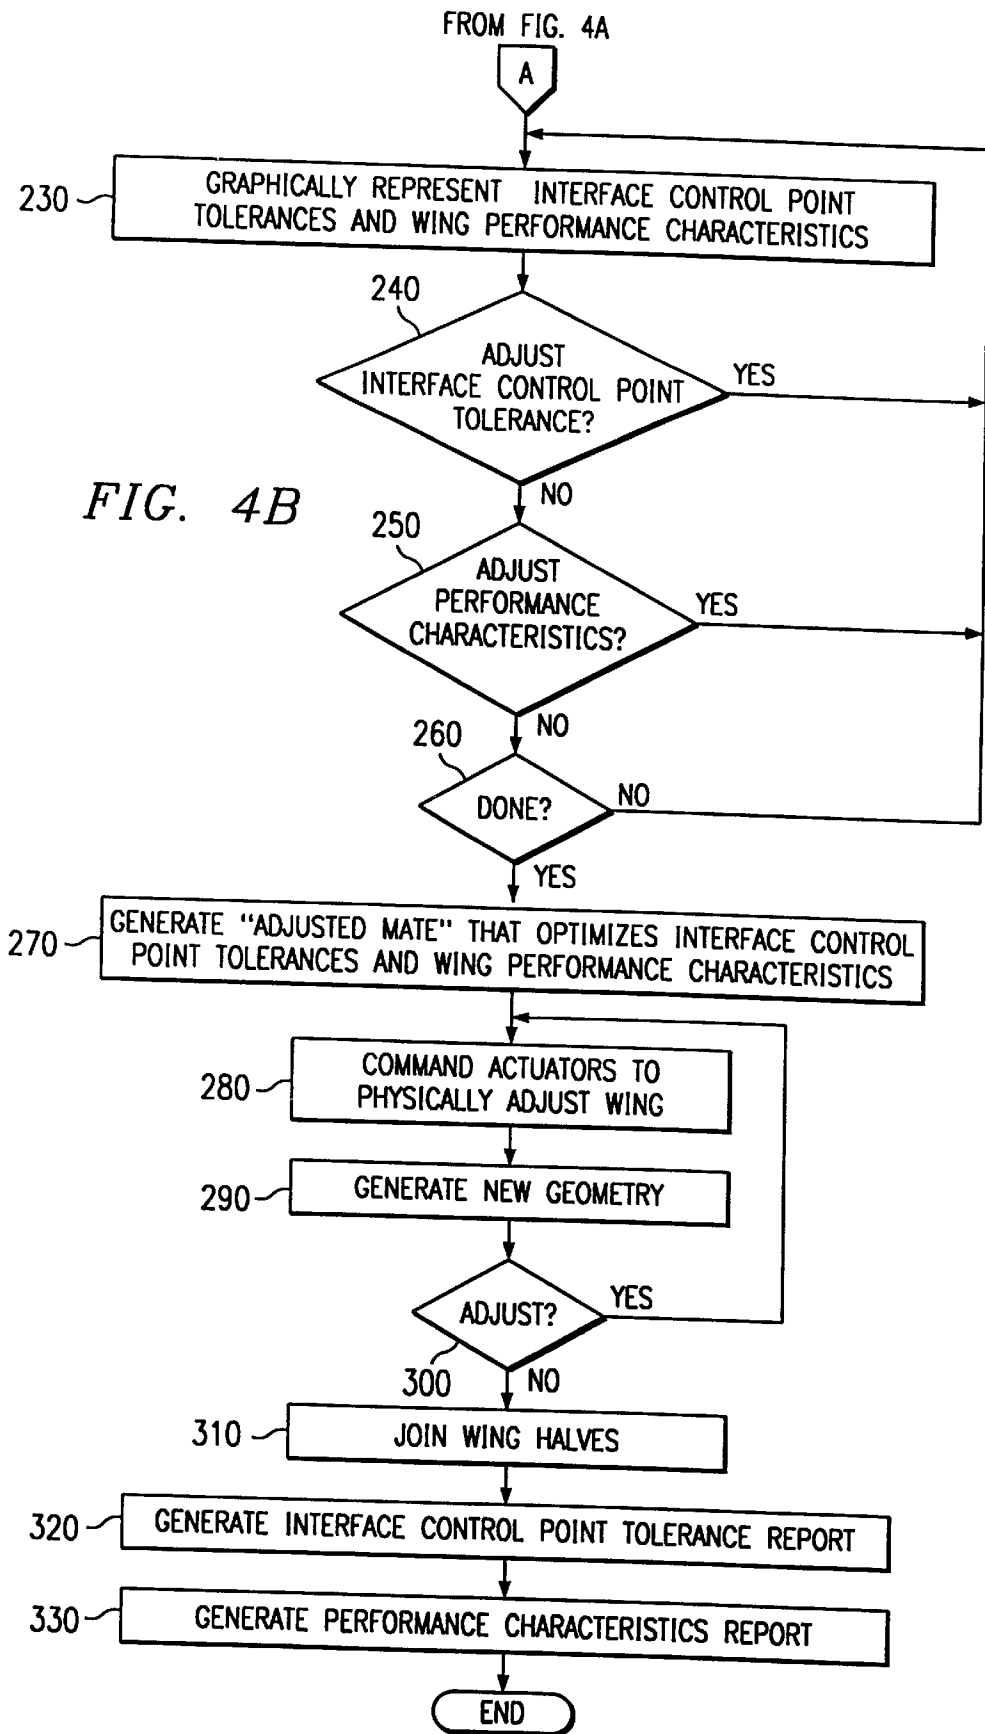 FROM FIG. 4A
A
230
GRAPHICALLY REPRESENT INTERFACE CONTROL POINT
TOLERANCES AND WING PERFORMANCE CHARACTERISTICS
240
ADJUST
INTERFACE CONTROL POINT
TOLERANCE?
YES
NO
FIG. 4B
250
ADJUST
PERFORMANCE
CHARACTERISTICS?
YES
NO
260
DONE?
NO
YES
270
GENERATE "ADJUSTED MATE" THAT OPTIMIZES INTERFACE CONTROL
POINT TOLERANCES AND WING PERFORMANCE CHARACTERISTICS
280
COMMAND ACTUATORS TO
PHYSICALLY ADJUST WING
290
GENERATE NEW GEOMETRY
ADJUST?
YES
300
NO
310
JOIN WING HALVES
320
GENERATE INTERFACE CONTROL POINT TOLERANCE REPORT
330
GENERATE PERFORMANCE CHARACTERISTICS REPORT
END